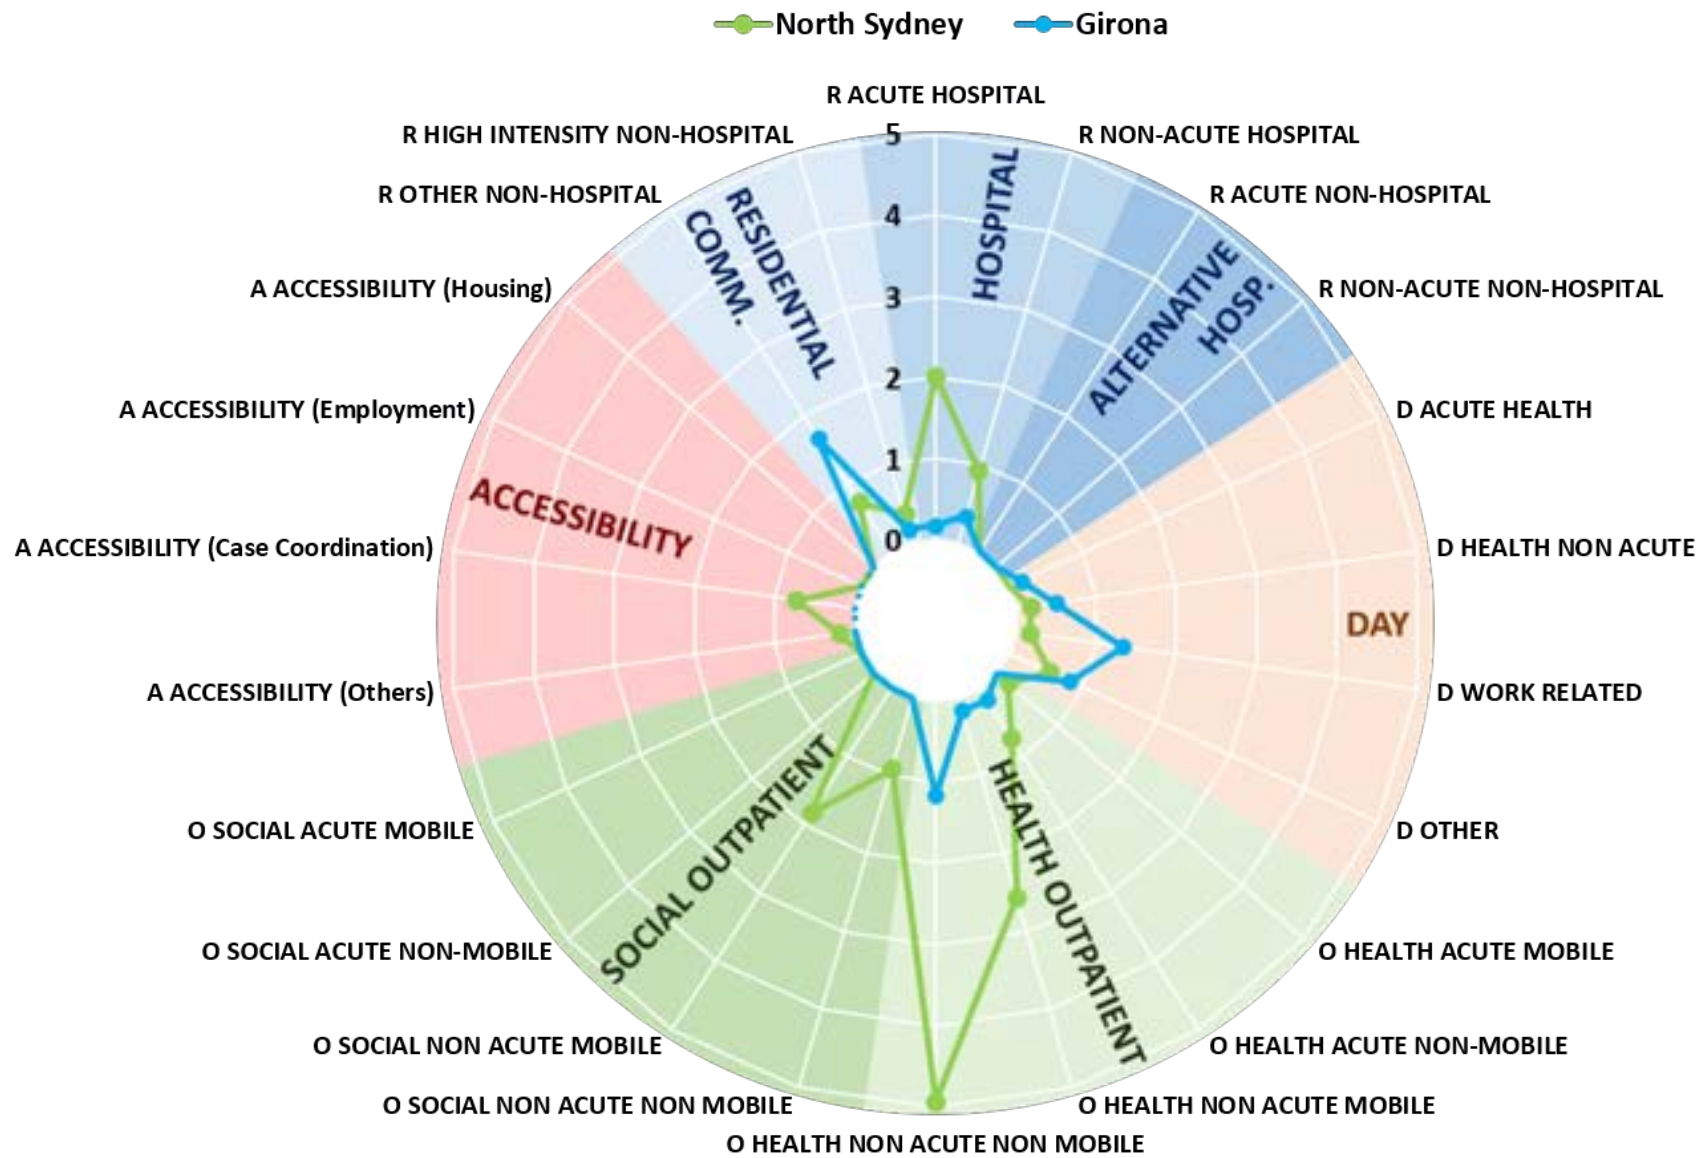 North Sydney
Girona
R ACUTE HOSPITAL
R HIGH INTENSITY NON-HOSPITAL
R NON-ACUTE HOSPITAL
R OTHER NON-HOSPITAL
R ACUTE NON-HOSPITAL
A ACCESSIBILITY (Housing)
R NON-ACUTE NON-HOSPITAL
A ACCESSIBILITY (Employment)
D ACUTE HEALTH
A ACCESSIBILITY (Case Coordination)
D HEALTH NON ACUTE
A ACCESSIBILITY (Others)
D WORK RELATED
O SOCIAL ACUTE MOBILE
D OTHER
O SOCIAL ACUTE NON-MOBILE
O HEALTH ACUTE MOBILE
O SOCIAL NON ACUTE MOBILE
O HEALTH ACUTE NON-MOBILE
O SOCIAL NON ACUTE NON MOBILE
O HEALTH NON ACUTE MOBILE
O HEALTH NON ACUTE NON MOBILE
5
4
3
2
1
0
RESIDENTIAL
COMM.
HOSPITAL
ALTERNATIVE
HOSP.
ACCESSIBILITY
DAY
SOCIAL OUTPATIENT
HEALTH OUTPATIENT